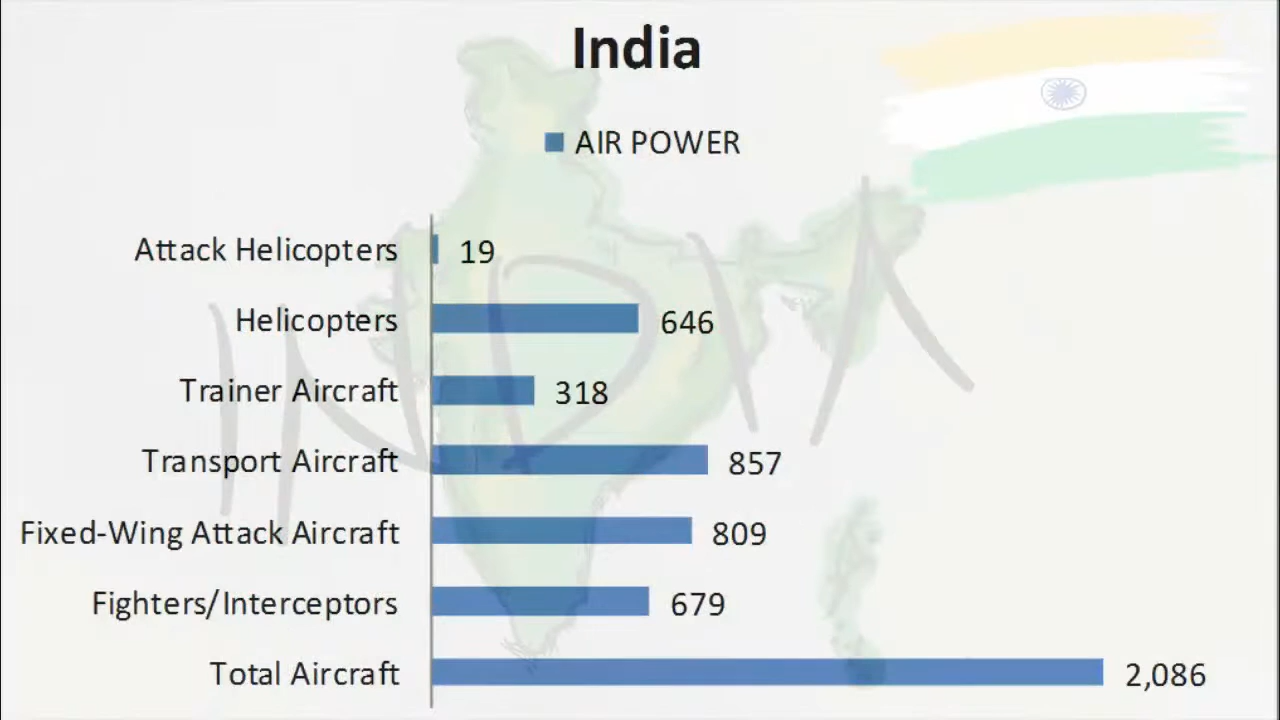 India
AIR POWER
Attack Helicopters 19
Helicopters 646
Trainer Aircraft 318
Transport Aircraft 857
Fixed-Wing Attack Aircraft 809
Fighters/Interceptors 679
Total Aircraft 2,086
INDIA